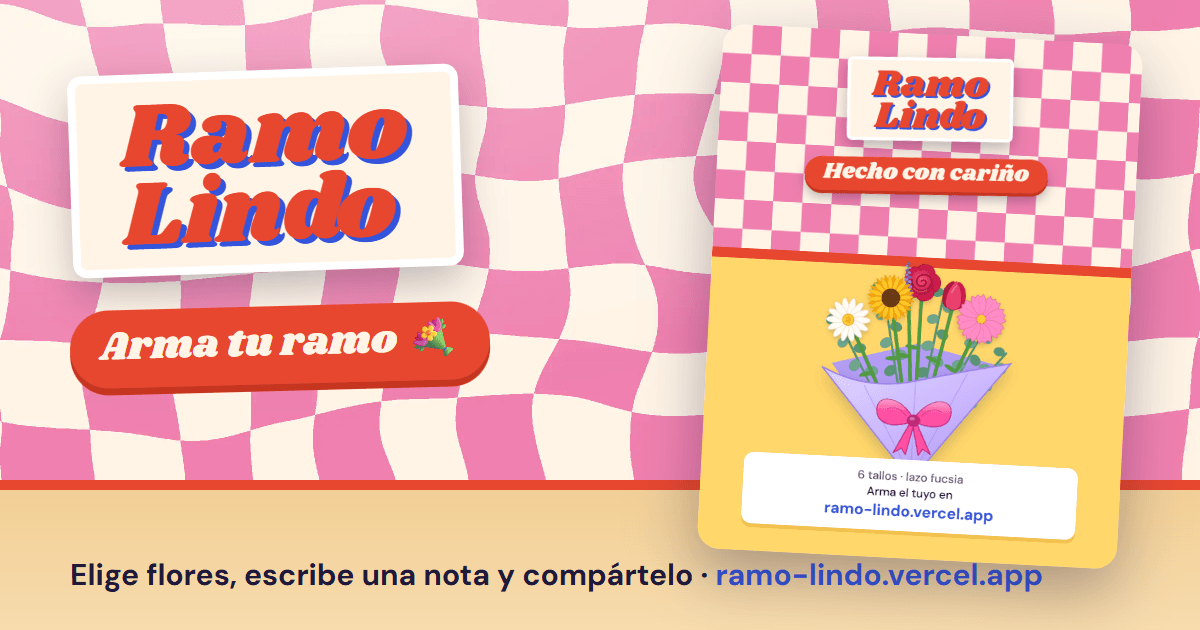 Ramo
Lindo
Arma tu ramo
Elige flores, escribe una nota y compártelo · ramo-lindo.vercel.app
Ramo
Lindo
Hecho con cariño
6 tallos · lazo fucsia
Arma el tuyo en
ramo-lindo.vercel.app